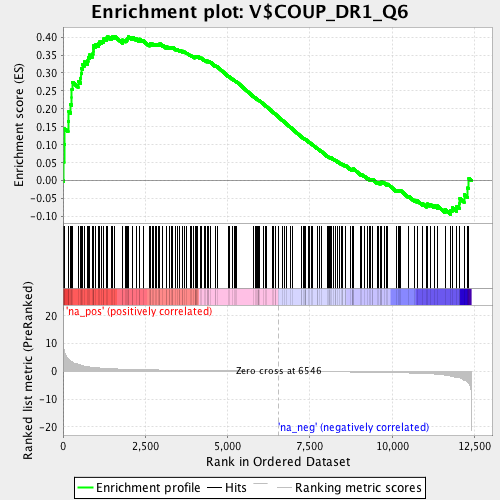 Enrichment plot: V$COUP_DR1_Q6
Enrichment score (ES)
0.40
0.35
0.30
0.25
0.20
0.15
0.10
0.05
0.00
-0.05
-0.10
'na_pos' (positively correlated)
Ranked list metric (PreRanked)
20
10
0
-10
-20
Zero cross at 6546
'na_neg' (negatively correlated)
0
2,500
5,000
7,500
10,000
12,500
Rank in Ordered Dataset
Enrichment profile
Hits
Ranking metric scores